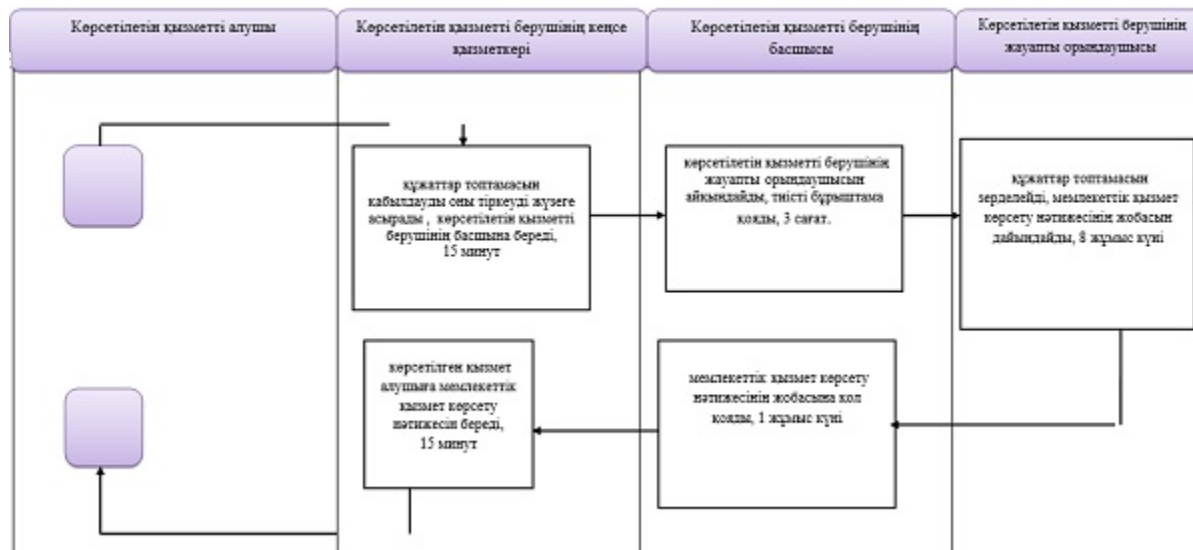 Көрсетілетін қызметті алушы
Көрсетілетін қызметті берушінің кеңсе
қызметкері
Көрсетілетін қызметті берушінің
басшысы
Көрсетілетін қызметті берушінің
жауапты орындаушысы
құжаттар топтамасын
қабылдауды оны тіркеуді жүзеге
асырады , көрсетілетін қызметті
берушінің басшына береді,
15 минут
көрсетілетін қызметті берушінің
жауапты орындаушысын
айқындайды, тиісті бұрыштама
қояды, 3 сағат.
құжаттар топтамасын
зерделейді, мемлекеттік қызмет
көрсету нәтижесінің жобасын
дайындайды, 8 жұмыс күні
көрсетілген қызмет
алушыға мемлекеттік
қызмет көрсету
нәтижесін береді,
15 минут
мемлекеттік қызмет көрсету
нәтижесінің жобасына қол
қояды, 1 жұмыс күні